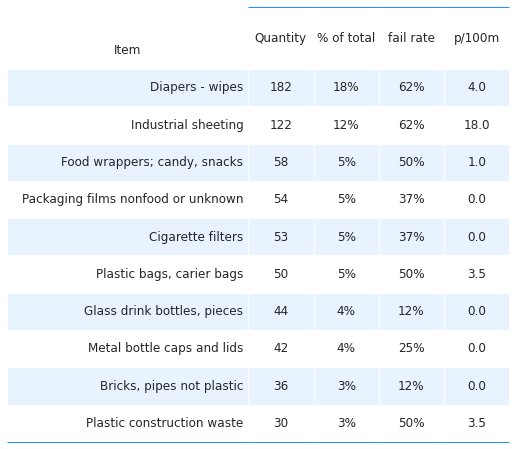 Item Quantity % of total fail rate p/100m
Diapers - wipes 182 18% 62% 4.0
Industrial sheeting 122 12% 62% 18.0
Food wrappers; candy, snacks 58 5% 50% 1.0
Packaging films nonfood or unknown 54 5% 37% 0.0
Cigarette filters 53 5% 37% 0.0
Plastic bags, carier bags 50 5% 50% 3.5
Glass drink bottles, pieces 44 4% 12% 0.0
Metal bottle caps and lids 42 4% 25% 0.0
Bricks, pipes not plastic 36 3% 12% 0.0
Plastic construction waste 30 3% 50% 3.5